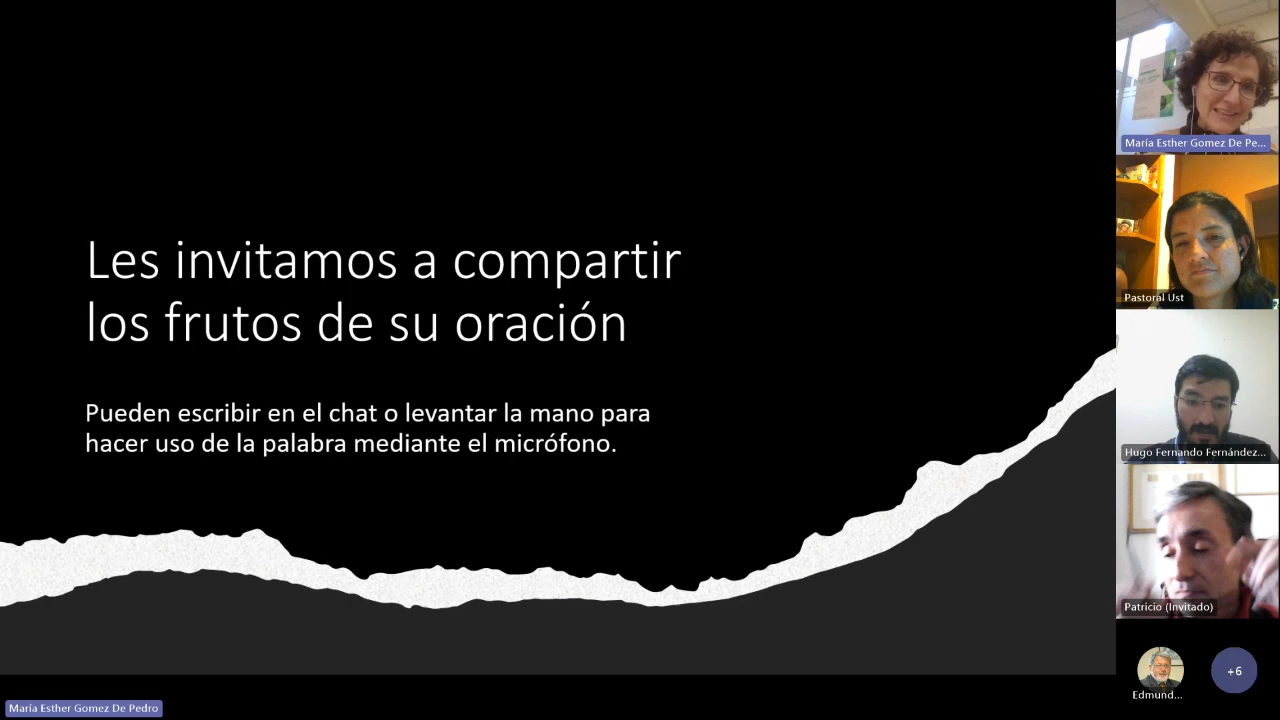 Les invitamos a compartir
los frutos de su oración
Pueden escribir en el chat o levantar la mano para
hacer uso de la palabra mediante el micrófono.
María Esther Gomez De Pe...
Pastoral Ust
Hugo Fernando Fernández...
Patricio (Invitado)
Edmund...
+6
María Esther Gomez De Pedro